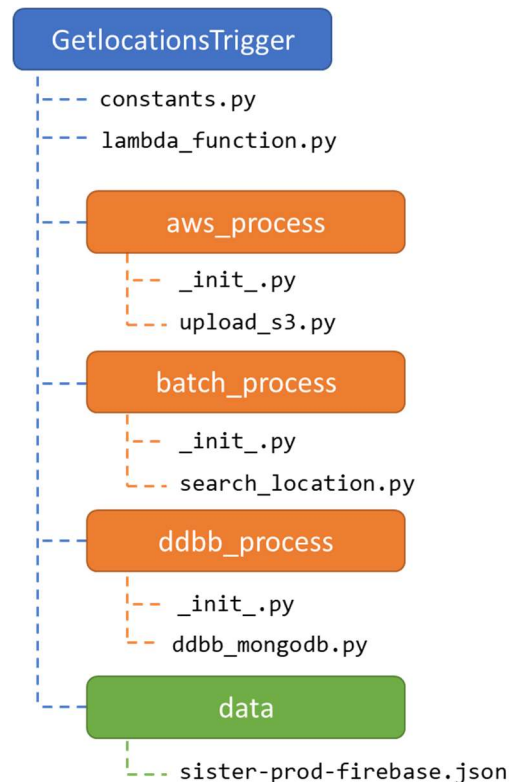 GetlocationsTrigger
constants.py
lambda_function.py
aws_process
_init_.py
upload_s3.py
batch_process
_init_.py
search_location.py
ddbb_process
_init_.py
ddbb_mongodb.py
data
sister-prod-firebase.json